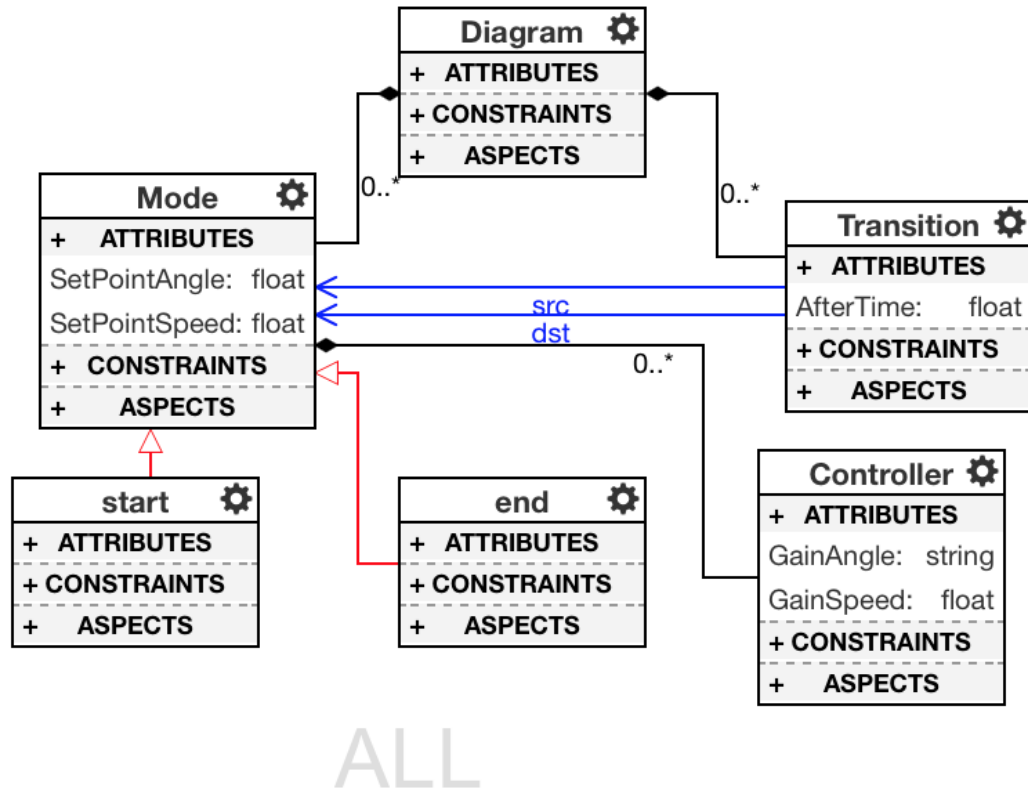 Diagram
+ ATTRIBUTES
+ CONSTRAINTS
+ ASPECTS
0..*
0..*
Mode
+ ATTRIBUTES
SetPointAngle: float
SetPointSpeed: float
+ CONSTRAINTS
+ ASPECTS
Transition
+ ATTRIBUTES
AfterTime: float
+ CONSTRAINTS
+ ASPECTS
src
dst
0..*
start
+ ATTRIBUTES
+ CONSTRAINTS
+ ASPECTS
end
+ ATTRIBUTES
+ CONSTRAINTS
+ ASPECTS
Controller
+ ATTRIBUTES
GainAngle: string
GainSpeed: float
+ CONSTRAINTS
+ ASPECTS
ALL